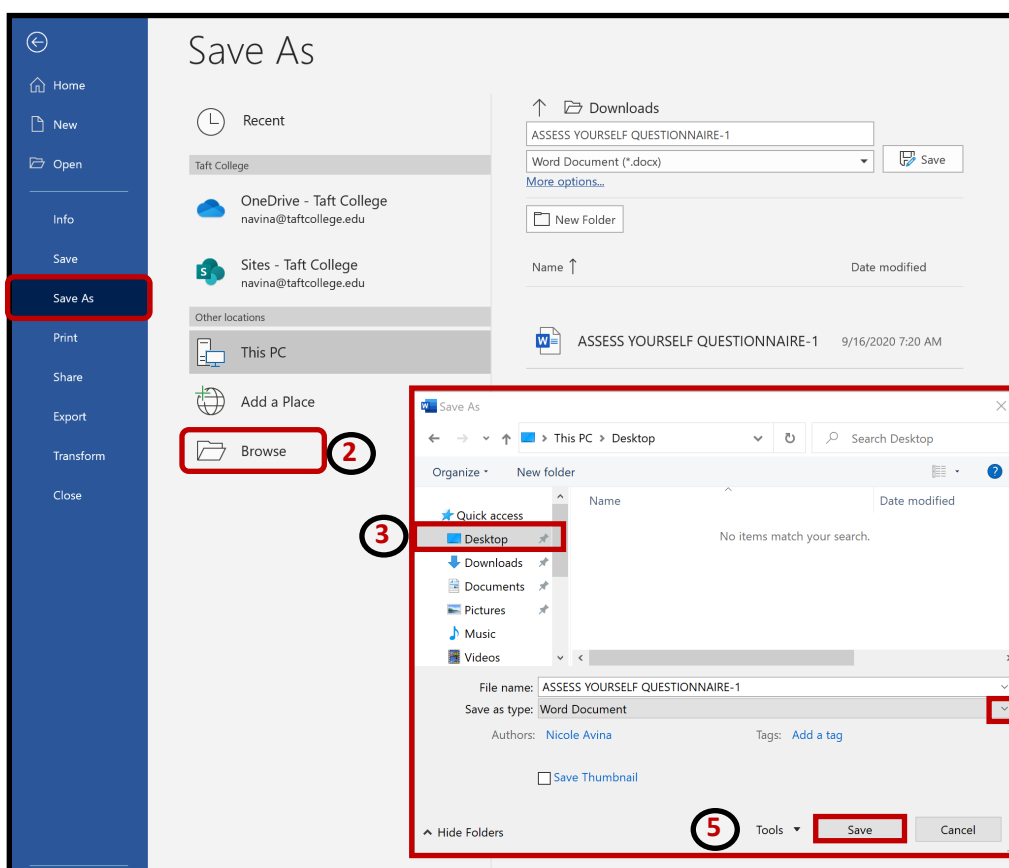 Save As
Home
New
Open
Info
Save
Save As
Print
Share
Export
Transform
Close
Recent
Taft College
OneDrive - Taft College
navina@taftcollege.edu
Sites - Taft College
navina@taftcollege.edu
Other locations
This PC
Add a Place
Browse
2
Downloads
ASSESS YOURSELF QUESTIONNAIRE-1
Word Document (*.docx)
Save
More options...
New Folder
Name Date modified
ASSESS YOURSELF QUESTIONNAIRE-1 9/16/2020 7:20 AM
Save As
This PC > Desktop
Search Desktop
Organize New folder
?
Name Date modified
No items match your search.
Quick access
3
Desktop
Downloads
Documents
Pictures
Music
Videos
File name: ASSESS YOURSELF QUESTIONNAIRE-1
Save as type: Word Document
Authors: Nicole Avina Tags: Add a tag
Save Thumbnail
Hide Folders
5
Tools
Save
Cancel